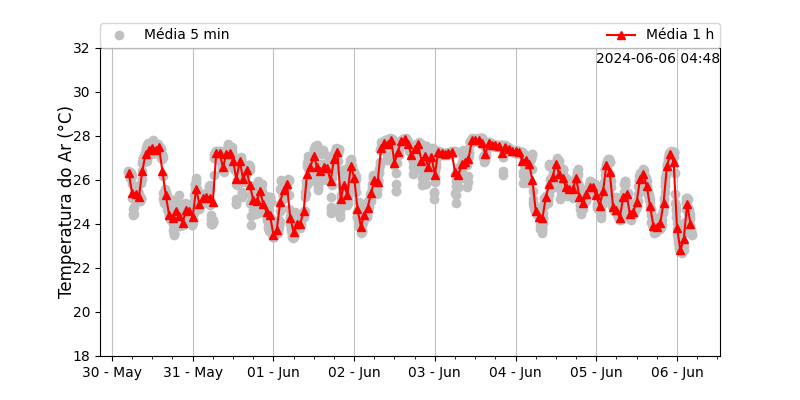 Média 5 min
Média 1 h
2024-06-06 04:48
Temperatura do Ar (°C)
32
30
28
26
24
22
20
18
30 - May
31 - May
01 - Jun
02 - Jun
03 - Jun
04 - Jun
05 - Jun
06 - Jun